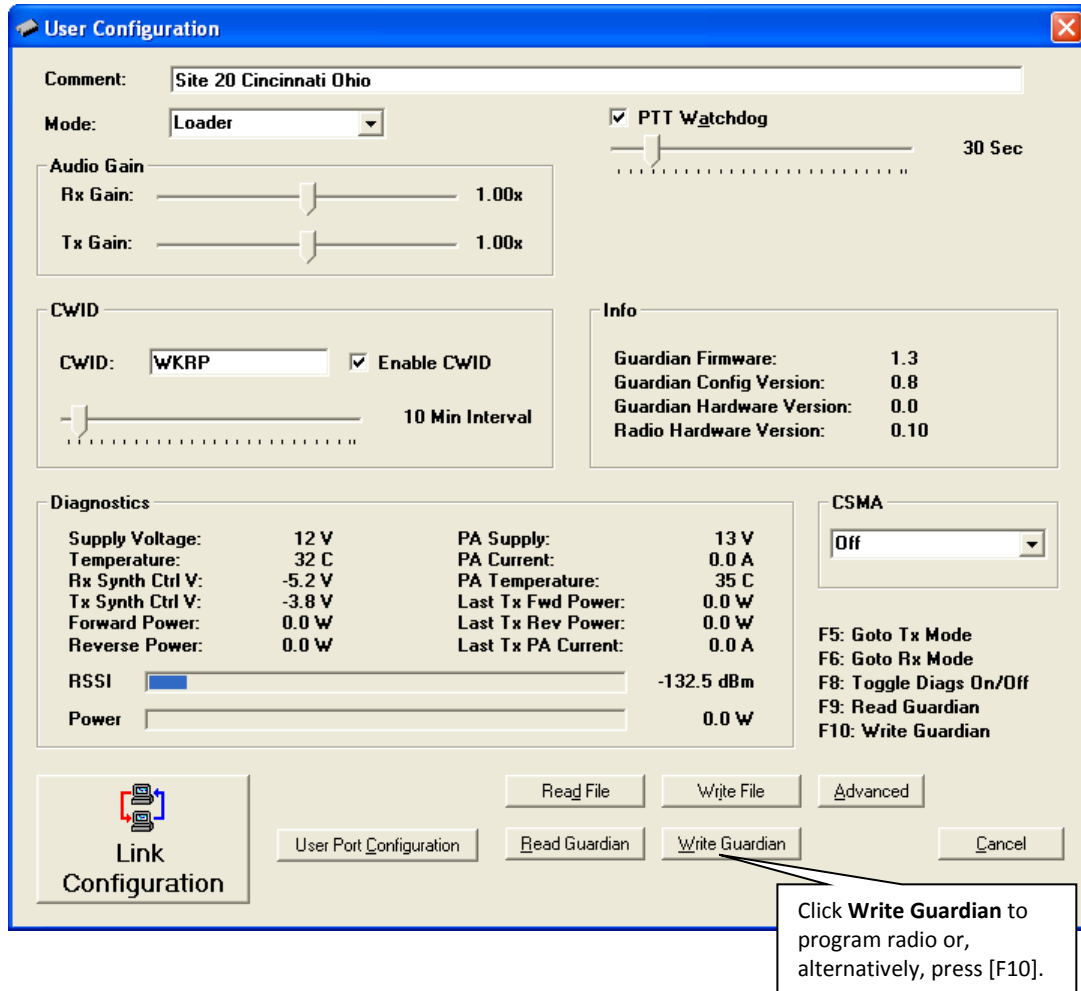 User Configuration
Comment: Site 20 Cincinnati Ohio
Mode: Loader
PTT Watchdog
30 Sec
Audio Gain
Rx Gain: 1.00x
Tx Gain: 1.00x
CWID
CWID: WKRP Enable CWID
10 Min Interval
Info
Guardian Firmware: 1.3
Guardian Config Version: 0.8
Guardian Hardware Version: 0.0
Radio Hardware Version: 0.10
Diagnostics
Supply Voltage: 12 V PA Supply: 13 V
Temperature: 32 C PA Current: 0.0 A
Rx Synth Ctrl V: -5.2 V PA Temperature: 35 C
Tx Synth Ctrl V: -3.8 V Last Tx Fwd Power: 0.0 W
Forward Power: 0.0 W Last Tx Rev Power: 0.0 W
Reverse Power: 0.0 W Last Tx PA Current: 0.0 A
RSSI -132.5 dBm
Power 0.0 W
CSMA
Off
F5: Goto Tx Mode
F6: Goto Rx Mode
F8: Toggle Diags On/Off
F9: Read Guardian
F10: Write Guardian
Link
Configuration
Read File Write File Advanced
User Port Configuration Read Guardian Write Guardian Cancel
Click Write Guardian to
program radio or,
alternatively, press [F10].